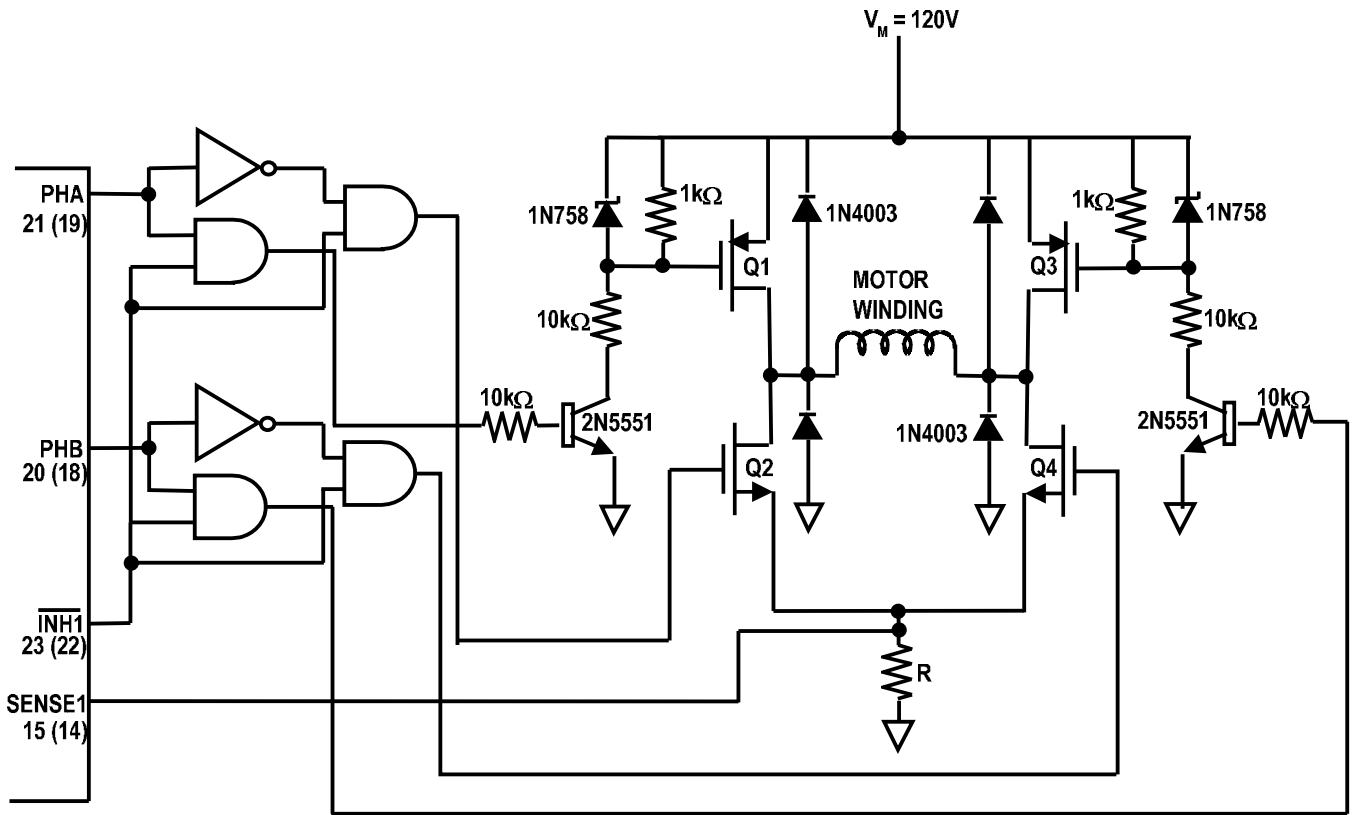 V_M = 120V
PHA
21 (19)
1N758
1kΩ
1N4003
1kΩ
1N758
Q1
Q3
MOTOR
WINDING
10kΩ
10kΩ
10kΩ
2N5551
1N4003
2N5551
10kΩ
PHB
20 (18)
Q2
Q4
INH1
23 (22)
R
SENSE1
15 (14)